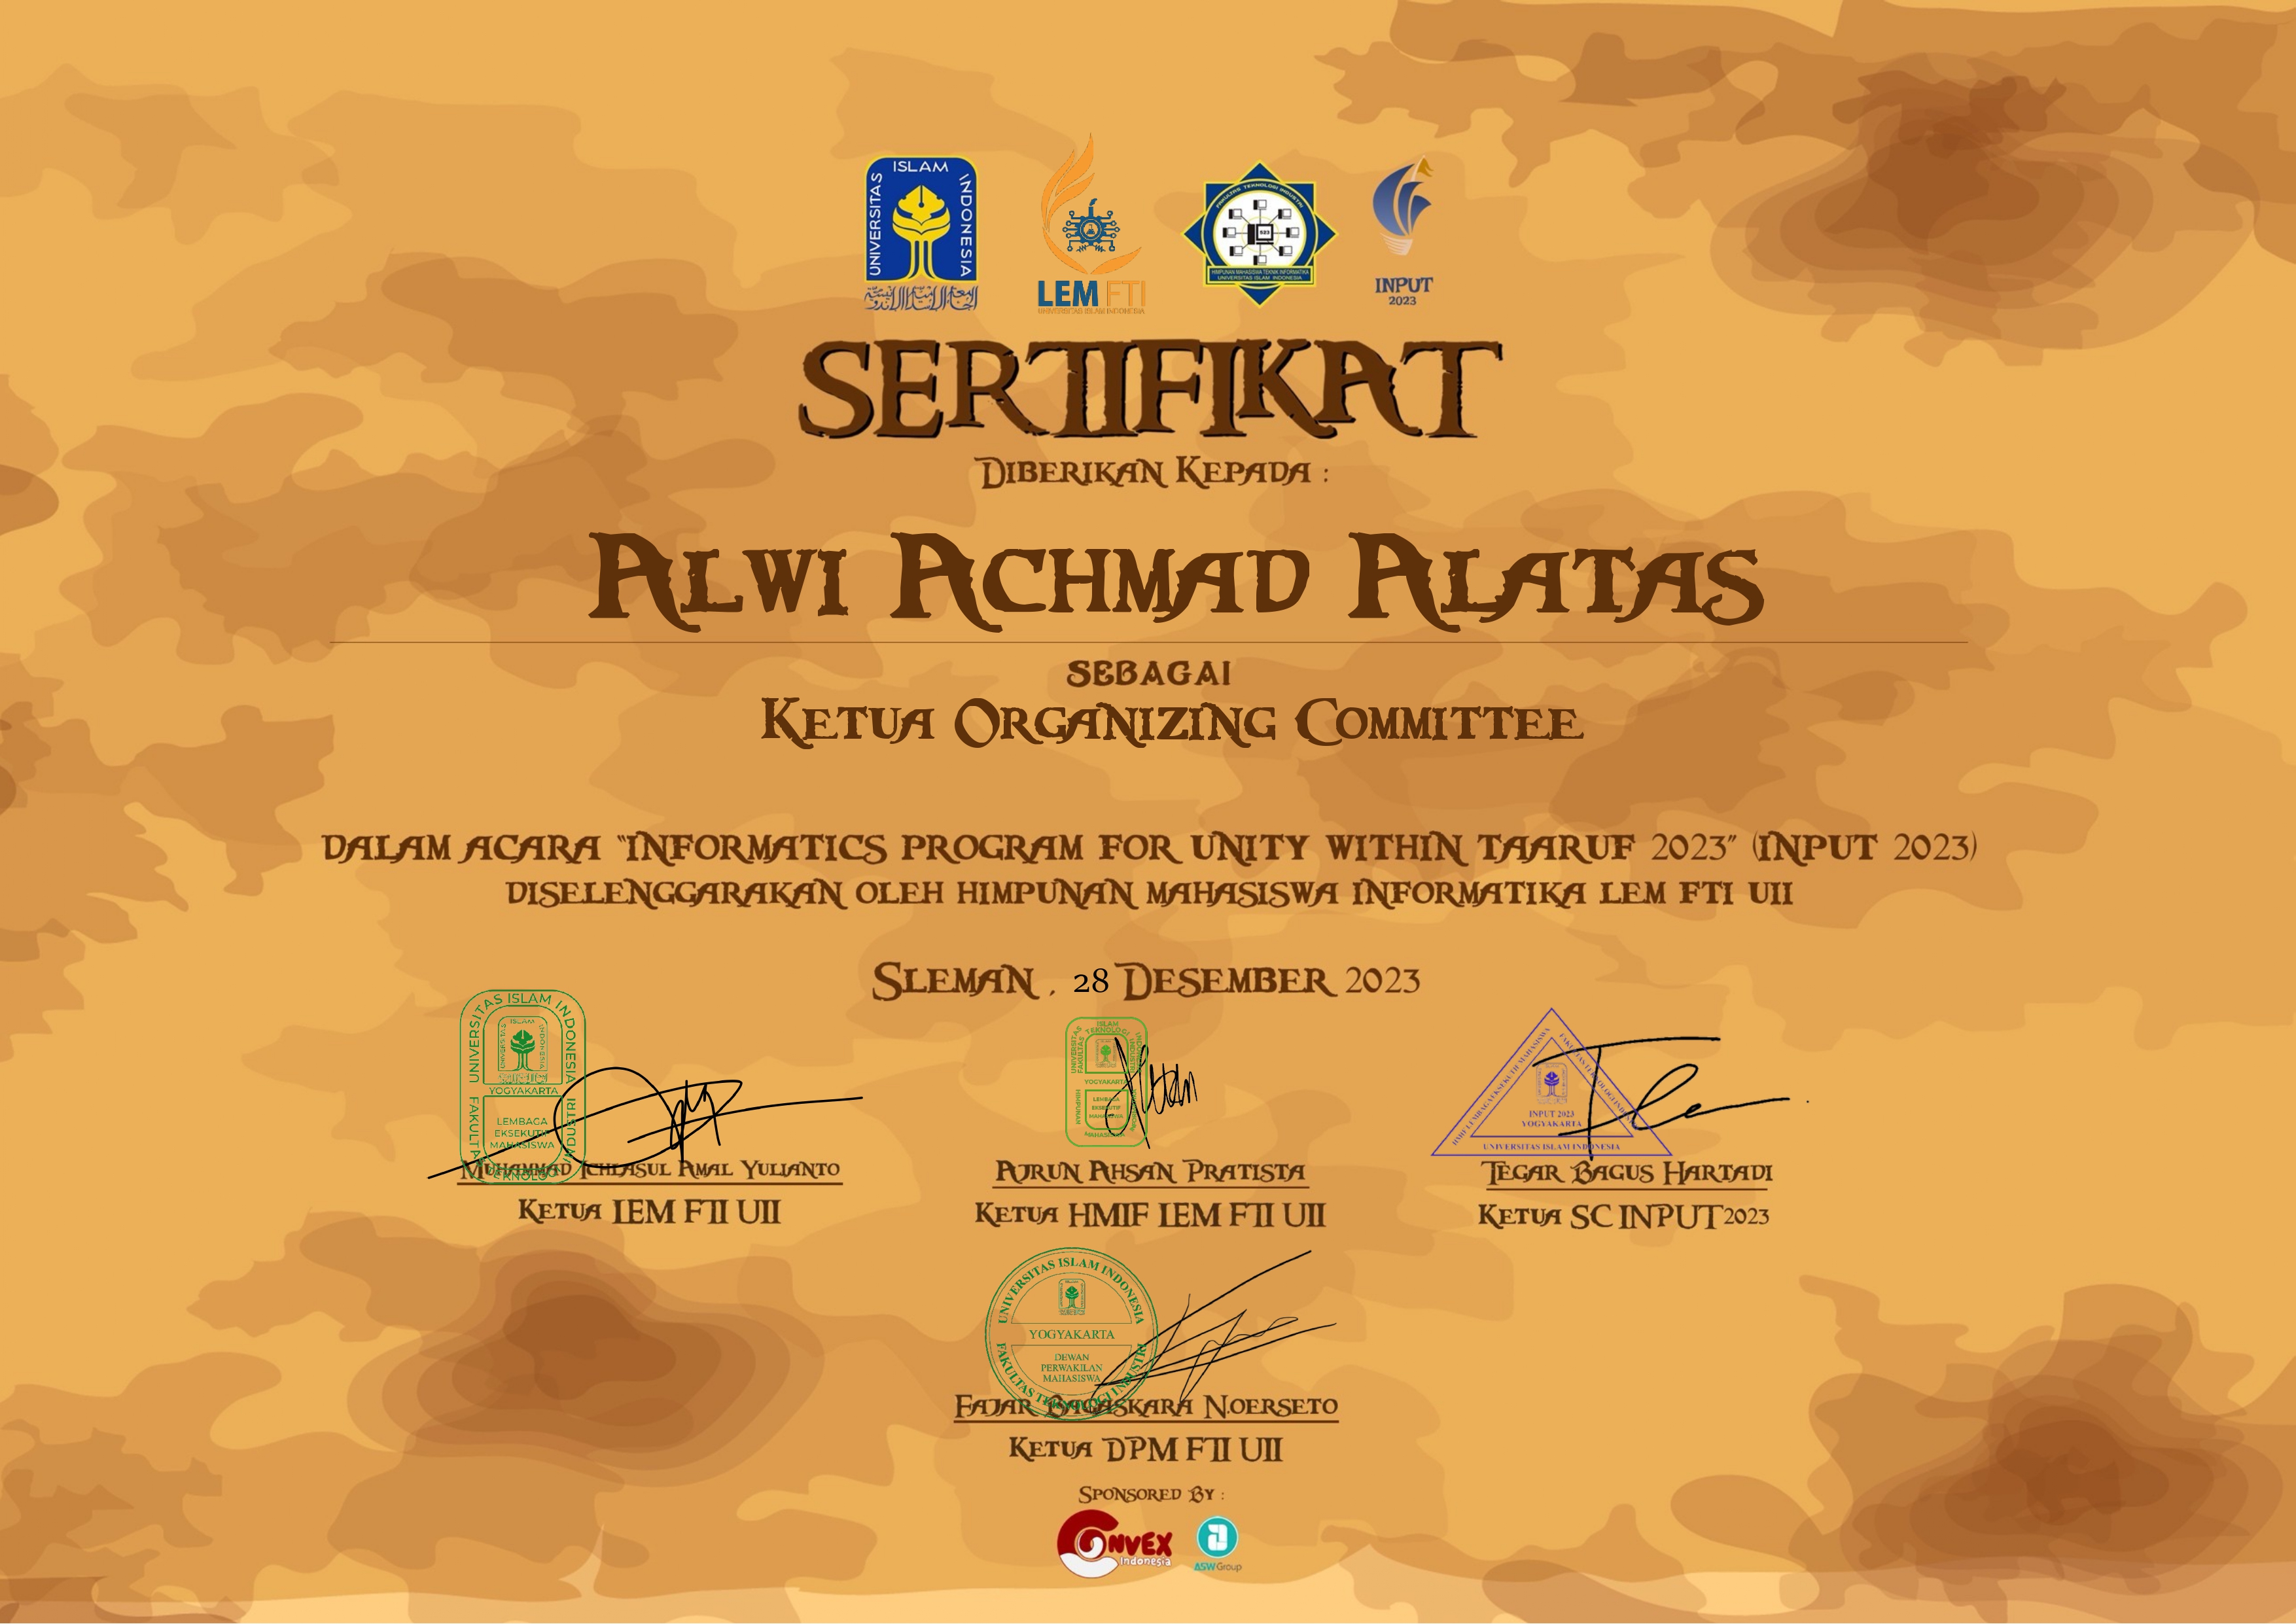 UNIVERSITAS ISLAM INDONESIA
LEM FTI
UNIVERSITAS ISLAM INDONESIA
FAKULTAS TEKNOLOGI INDUSTRI
523
HIMPUNAN MAHASISWA TEKNIK INFORMATIKA
UNIVERSITAS ISLAM INDONESIA
INPUT
2023
SERTIFIKAT
DIBERIKAN KEPADA :
ALWI ACHMAD ALATAS
SEBAGAI
KETUA ORGANIZING COMMITTEE
DALAM ACARA "INFORMATICS PROGRAM FOR UNITY WITHIN TAARUF 2023" (INPUT 2023)
DISELENGGARAKAN OLEH HIMPUNAN MAHASISWA INFORMATIKA LEM FTI UII
SLEMAN , 28 DESEMBER 2023
UNIVERSITAS ISLAM INDONESIA
YOGYAKARTA
LEMBAGA
EKSEKUTIF
MAHASISWA
MUHAMMAD ICHLASUL AMAL YULIANTO
KETUA LEM FTI UII
YOGYAKARTA
LEMBAGA
EKSEKUTIF
MAHASISWA
AJRUN AHSAN PRATISTA
KETUA HMIF LEM FTI UII
INPUT 2023
YOGYAKARTA
UNIVERSITAS ISLAM INDONESIA
TEGAR BAGUS HARTADI
KETUA SC INPUT 2023
UNIVERSITAS ISLAM INDONESIA
YOGYAKARTA
DEWAN
PERWAKILAN
MAHASISWA
FAKULTAS TEKNOLOGI INDUSTRI
FAJAR BAGASKARA NOERSETO
KETUA DPM FTI UII
SPONSORED BY :
CONVEX
Indonesia
ASW Group